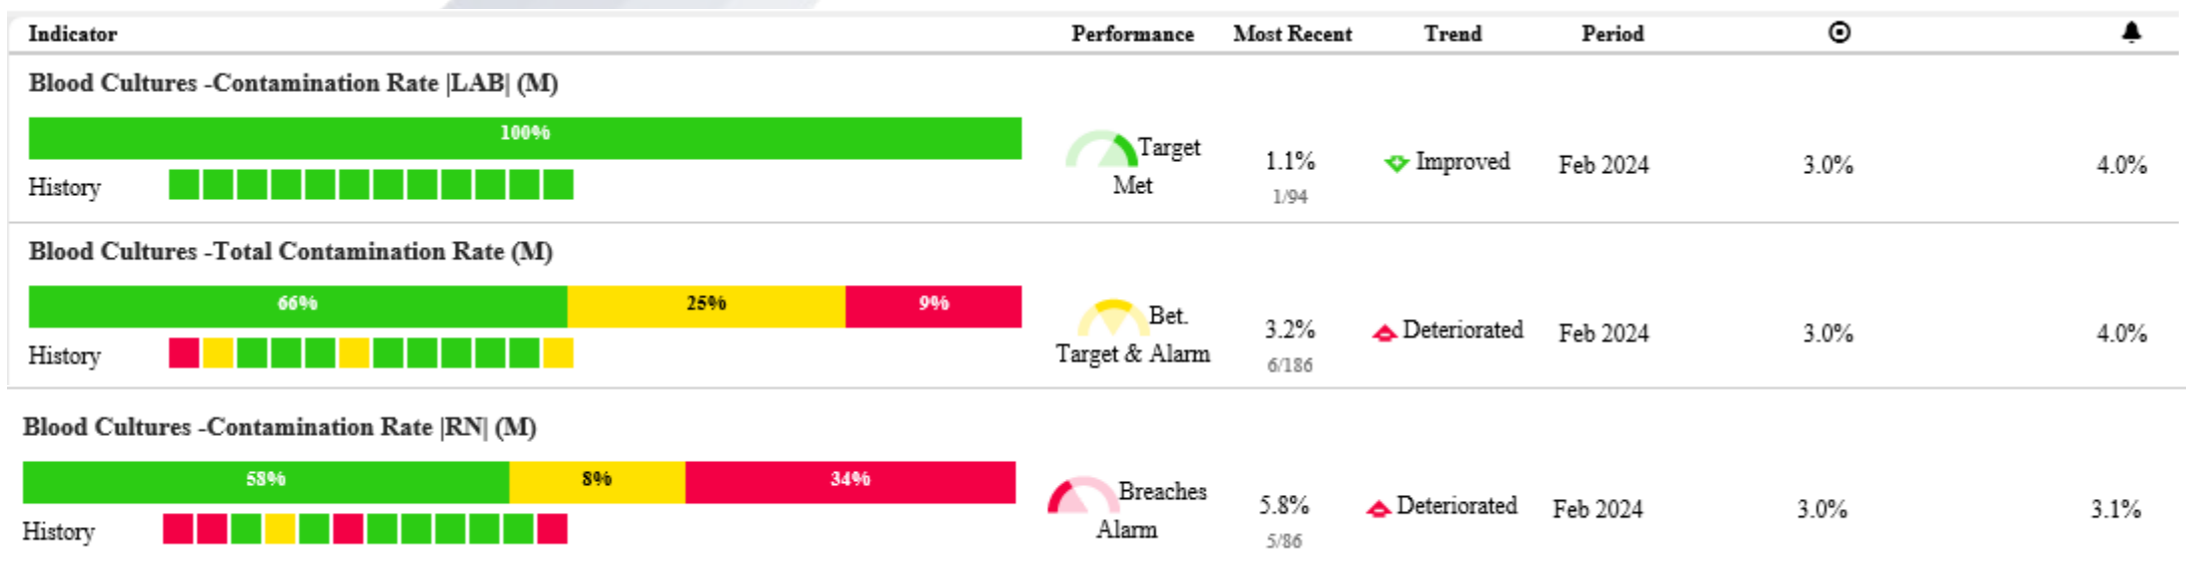 Indicator Performance Most Recent Trend Period
Blood Cultures -Contamination Rate |LAB| (M)
100%
Target
Met
1.1%
1/94
Improved
Feb 2024
3.0%
4.0%
History
Blood Cultures -Total Contamination Rate (M)
66% 25% 9%
Bet.
Target & Alarm
3.2%
6/186
Deteriorated
Feb 2024
3.0%
4.0%
History
Blood Cultures -Contamination Rate |RN| (M)
58% 8% 34%
Breaches
Alarm
5.8%
5/86
Deteriorated
Feb 2024
3.0%
3.1%
History